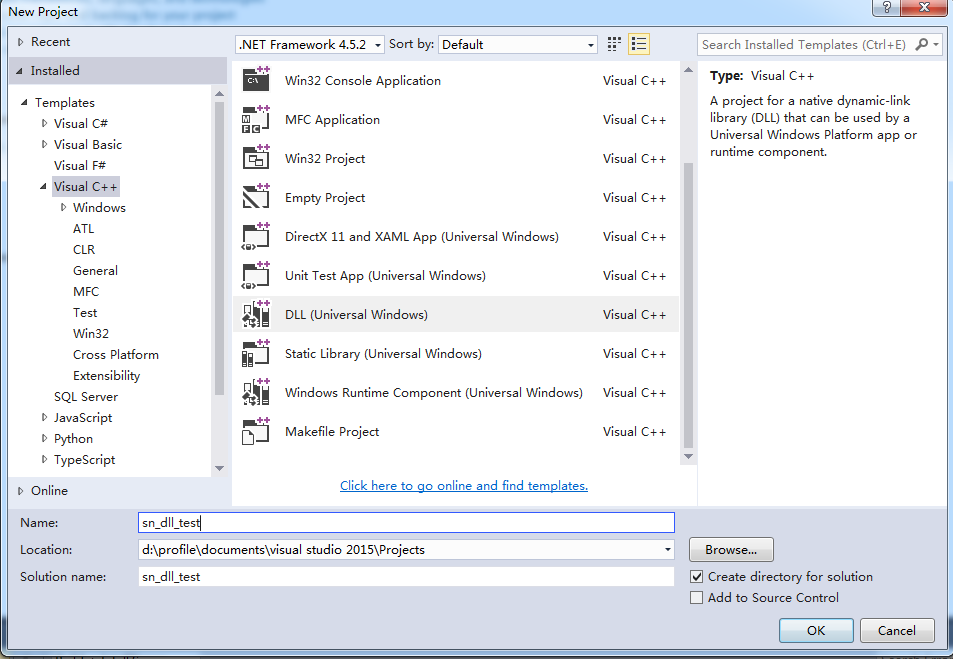 New Project
?
x
Recent
.NET Framework 4.5.2
Sort by:
Default
Search Installed Templates (Ctrl+E)
Installed
Templates
Visual C#
Visual Basic
Visual F#
Visual C++
Windows
ATL
CLR
General
MFC
Test
Win32
Cross Platform
Extensibility
SQL Server
JavaScript
Python
TypeScript
Online
Win32 Console Application Visual C++
MFC Application Visual C++
Win32 Project Visual C++
Empty Project Visual C++
DirectX 11 and XAML App (Universal Windows) Visual C++
Unit Test App (Universal Windows) Visual C++
DLL (Universal Windows) Visual C++
Static Library (Universal Windows) Visual C++
Windows Runtime Component (Universal Windows) Visual C++
Makefile Project Visual C++
Click here to go online and find templates.
Type: Visual C++
A project for a native dynamic-link
library (DLL) that can be used by a
Universal Windows Platform app or
runtime component.
Name: sn_dll_test
Location: d:\profile\documents\visual studio 2015\Projects
Browse...
Solution name: sn_dll_test
Create directory for solution
Add to Source Control
OK
Cancel